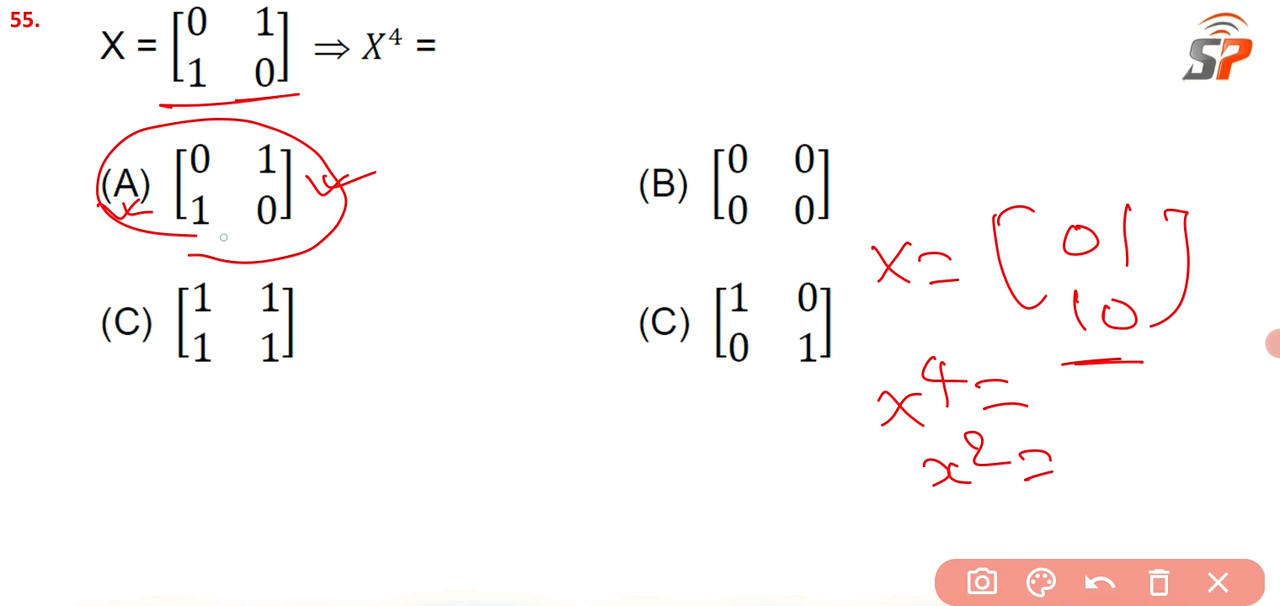 55.
X = [0 1
1 0] ⇒ X⁴ =
SP
(A) [0 1
1 0]
(B) [0 0
0 0]
(C) [1 1
1 1]
(C) [1 0
0 1]
x = [0 1
1 0]
x⁴ =
x² =